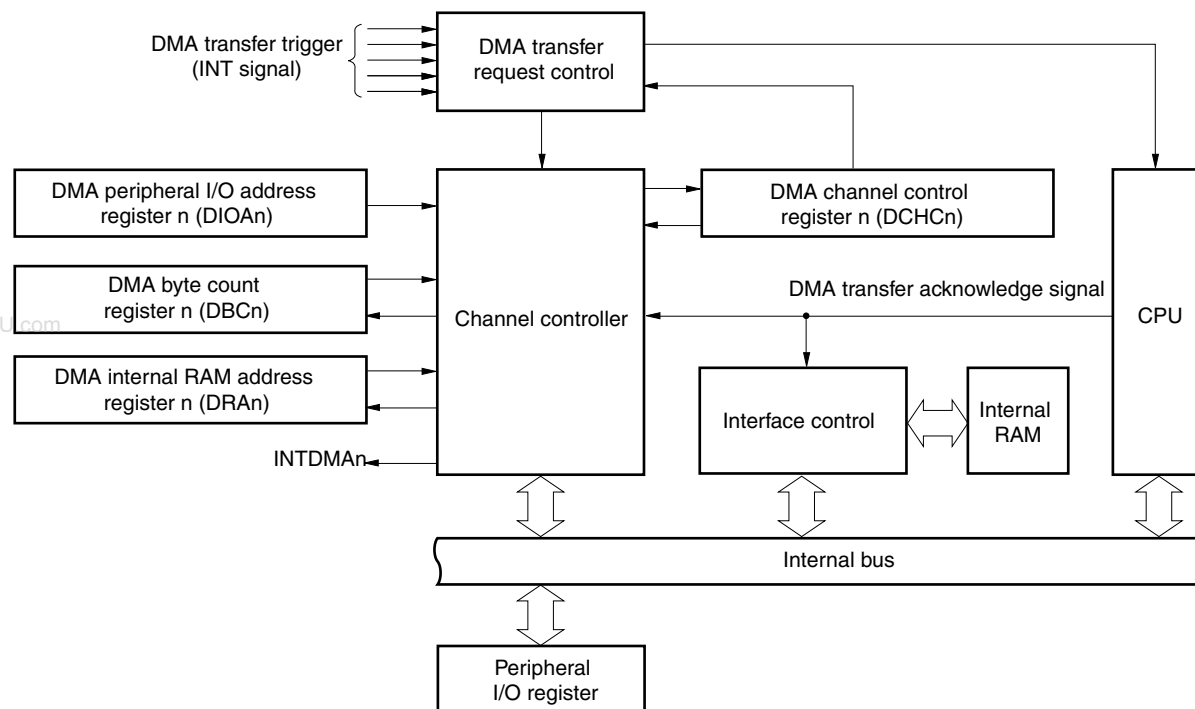 DMA transfer trigger
(INT signal)
DMA transfer
request control
DMA peripheral I/O address
register n (DIOAn)
DMA channel control
register n (DCHCn)
DMA byte count
register n (DBCn)
U.com
Channel controller
DMA transfer acknowledge signal
CPU
DMA internal RAM address
register n (DRAn)
Interface control
Internal
RAM
INTDMAn
Internal bus
Peripheral
I/O register